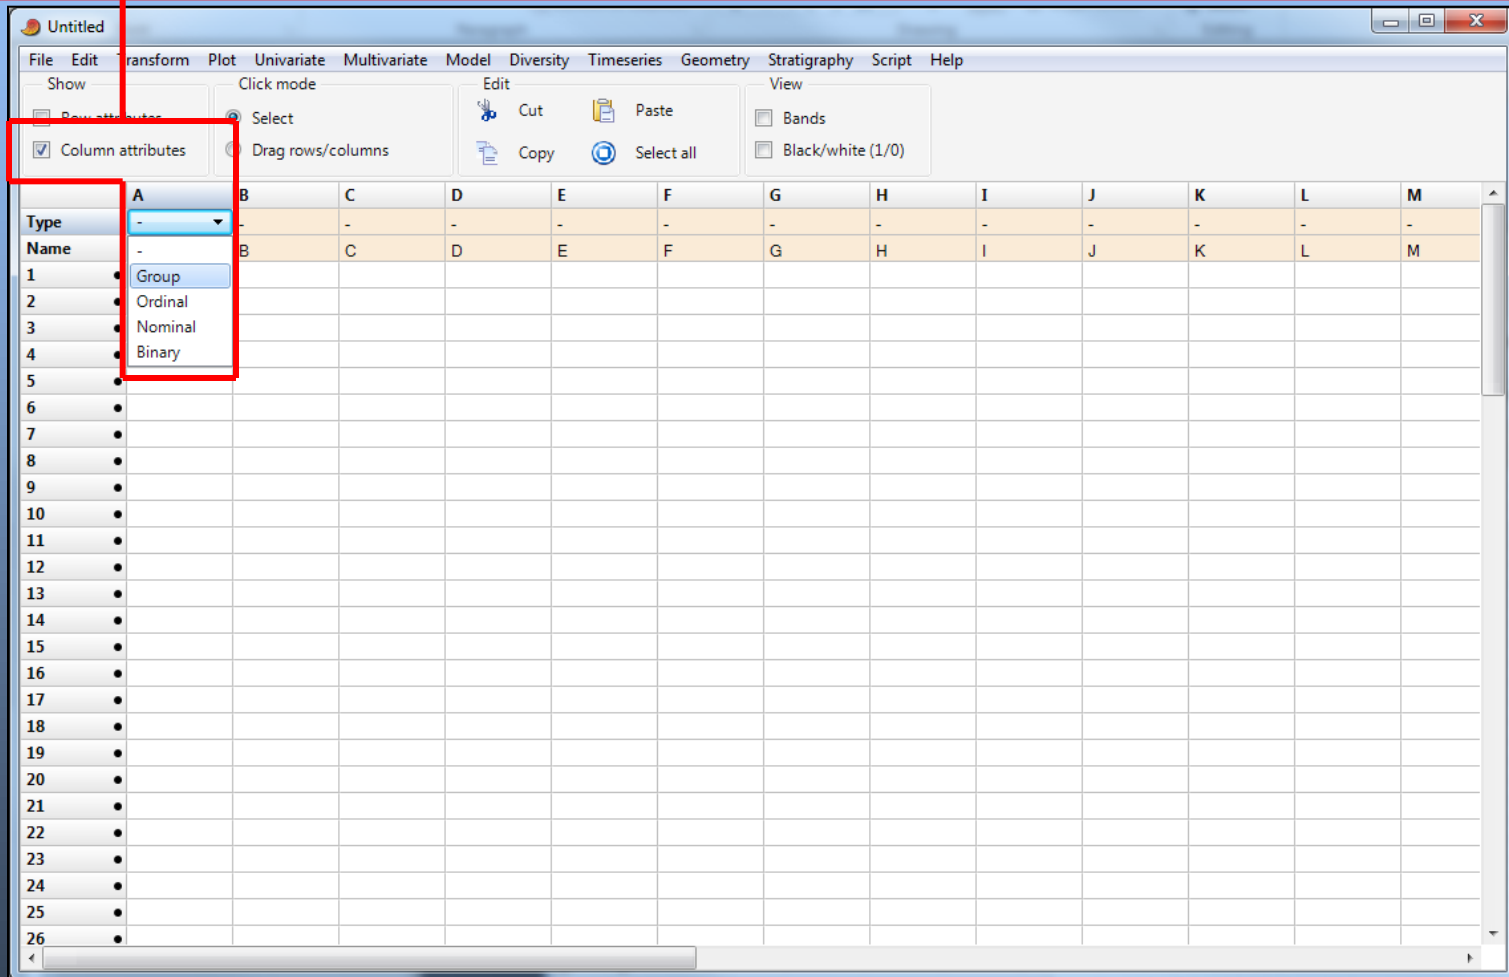 Untitled
File Edit Transform Plot Univariate Multivariate Model Diversity Timeseries Geometry Stratigraphy Script Help
Show Click mode Edit View
Row attributes Select Cut Paste Bands
Column attributes Drag rows/columns Copy Select all Black/white (1/0)
A B C D E F G H I J K L M
Type - - - - - - - - - - - - -
Name - B C D E F G H I J K L M
1 Group
2 Ordinal
3 Nominal
4 Binary
5
6
7
8
9
10
11
12
13
14
15
16
17
18
19
20
21
22
23
24
25
26